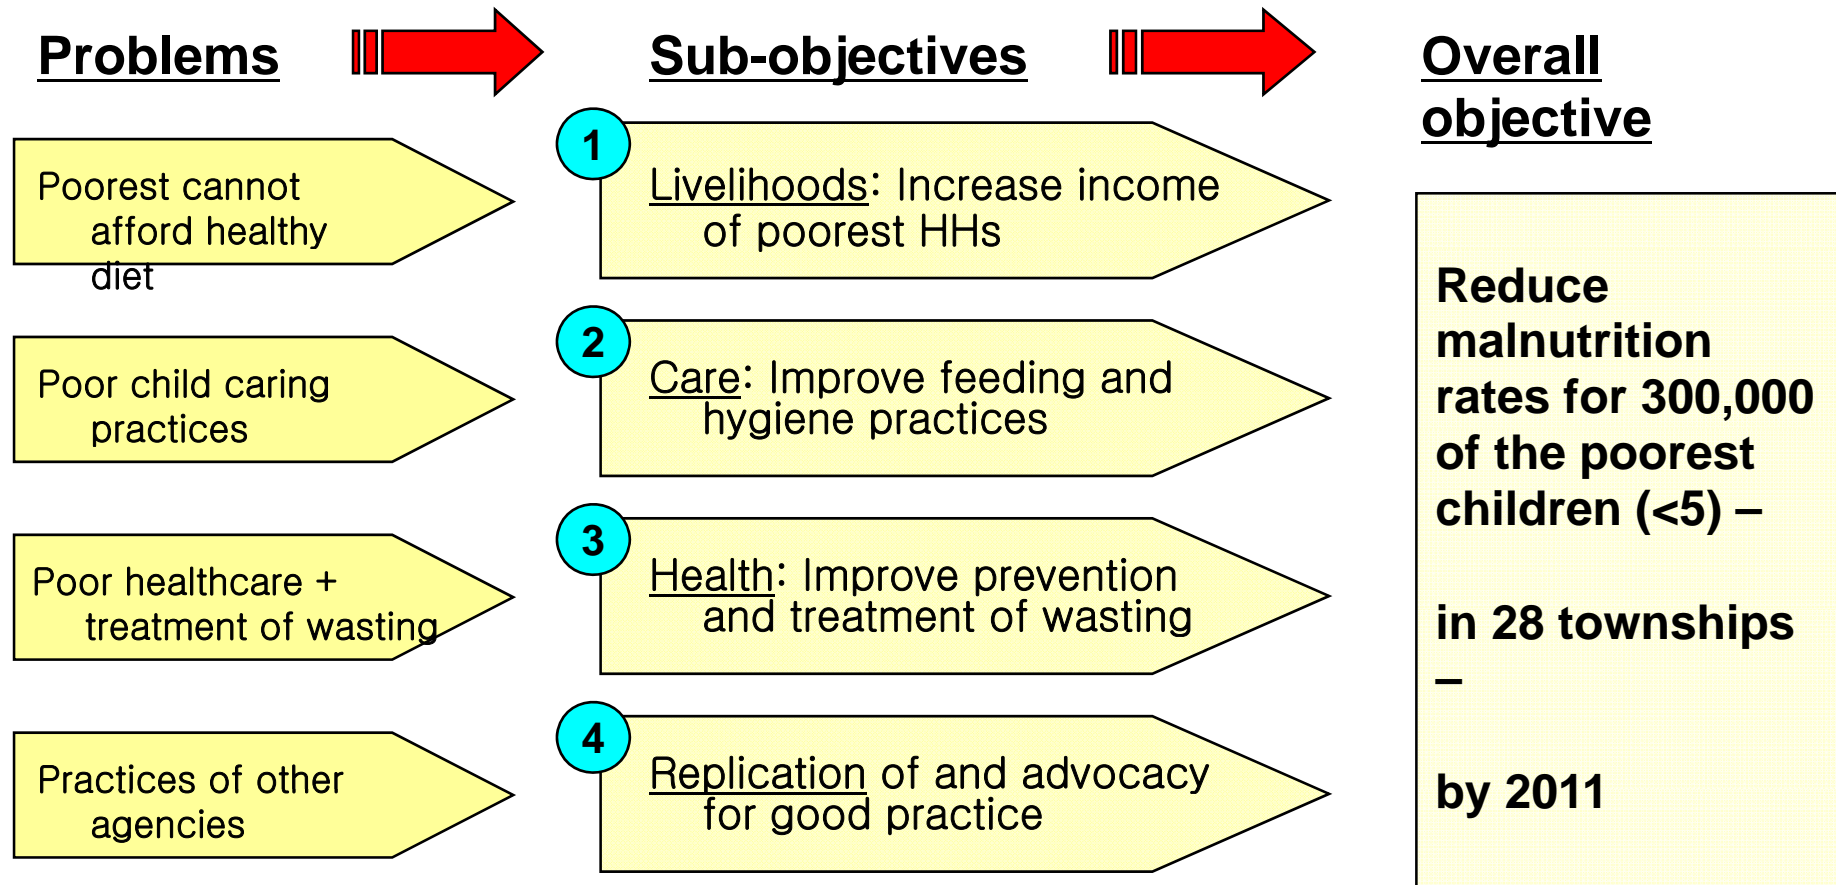 Problems
Sub-objectives
Overall
objective
Poorest cannot
afford healthy
diet
1
Livelihoods: Increase income
of poorest HHs
Poor child caring
practices
2
Care: Improve feeding and
hygiene practices
Poor healthcare +
treatment of wasting
3
Health: Improve prevention
and treatment of wasting
Practices of other
agencies
4
Replication of and advocacy
for good practice
Reduce
malnutrition
rates for 300,000
of the poorest
children (<5) –
in 28 townships
–
by 2011